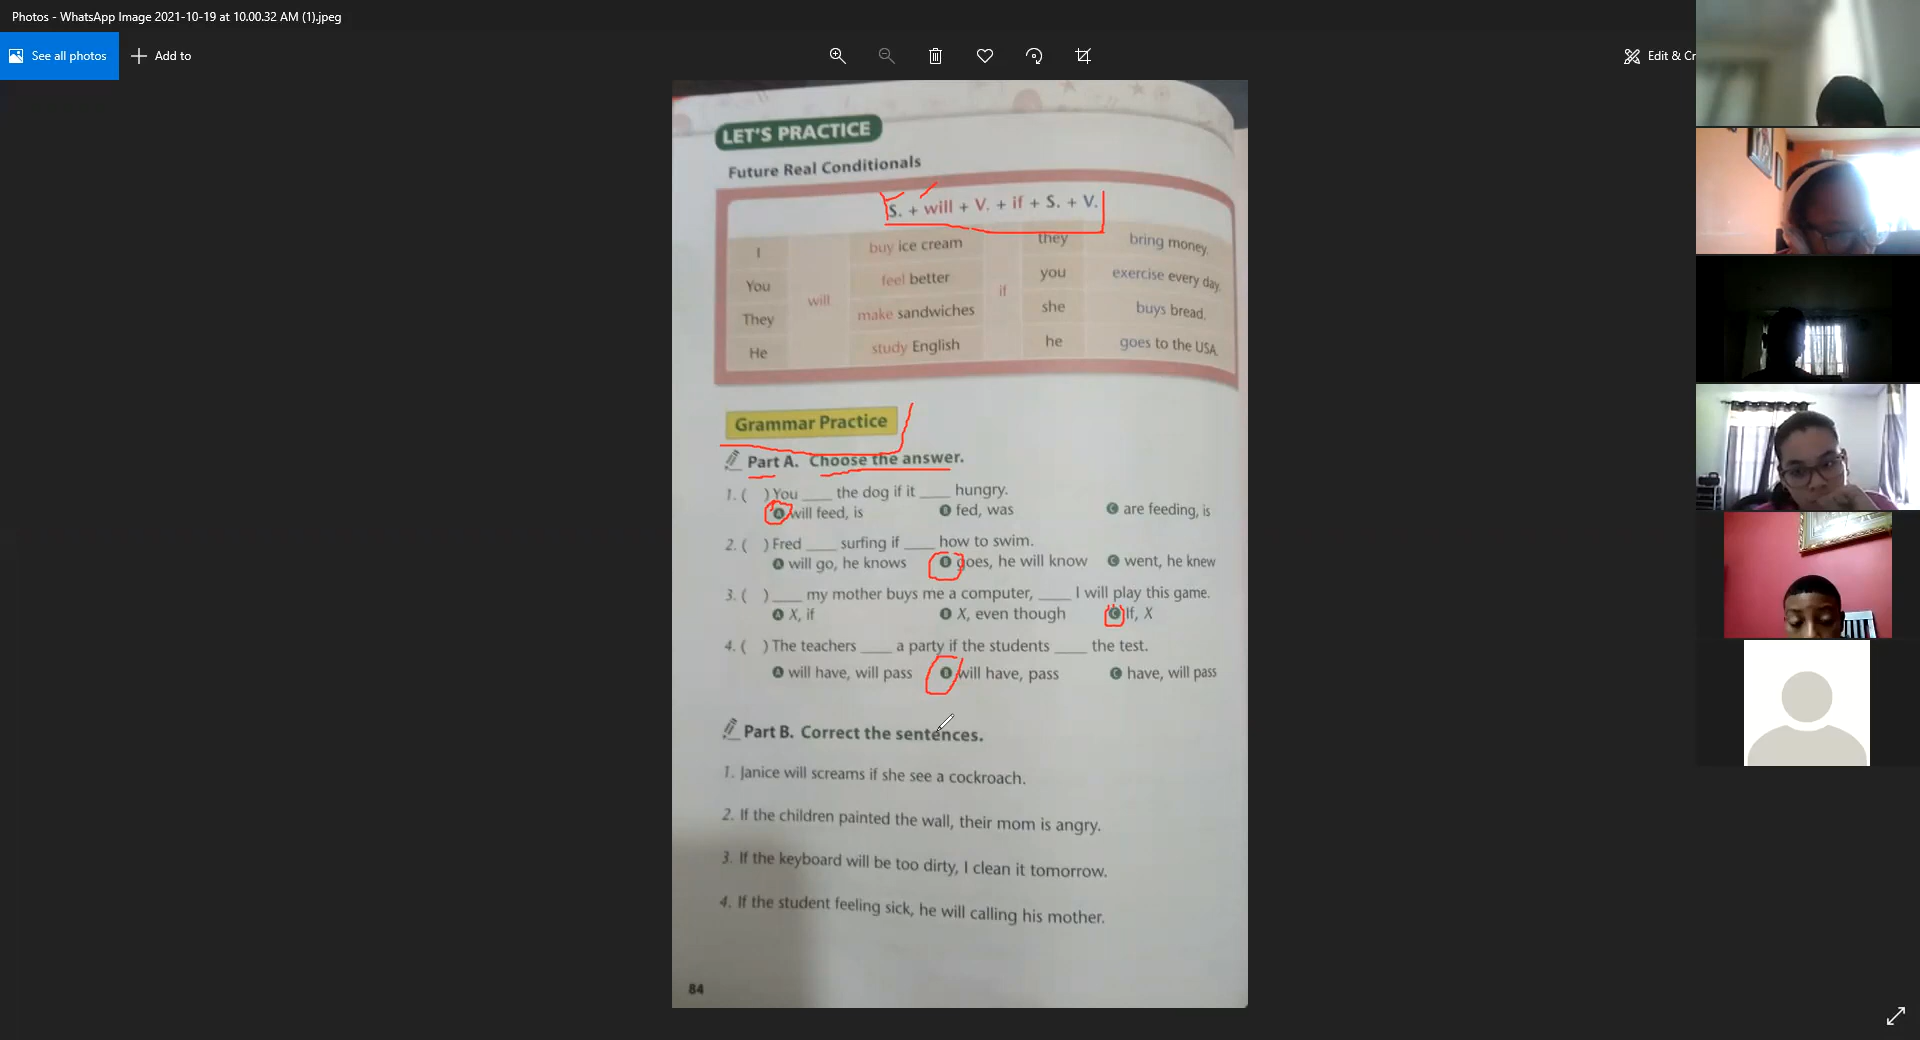 Photos - WhatsApp Image 2021-10-19 at 10.00.32 AM (1).jpeg
See all photos
Add to
Edit & Cr
LET'S PRACTICE
Future Real Conditionals
S. + will + V. + if + S. + V.
I will buy ice cream if they bring money.
You feel better you exercise every day.
They make sandwiches she buys bread.
He study English he goes to the USA.
Grammar Practice
Part A. Choose the answer.
1. ( ) You ____ the dog if it ____ hungry.
A will feed, is B fed, was C are feeding, is
2. ( ) Fred ____ surfing if ____ how to swim.
A will go, he knows B goes, he will know C went, he knew
3. ( ) ____ my mother buys me a computer, ____ I will play this game.
A X, if B X, even though C If, X
4. ( ) The teachers ____ a party if the students ____ the test.
A will have, will pass B will have, pass C have, will pass
Part B. Correct the sentences.
1. Janice will screams if she see a cockroach.
2. If the children painted the wall, their mom is angry.
3. If the keyboard will be too dirty, I clean it tomorrow.
4. If the student feeling sick, he will calling his mother.
84